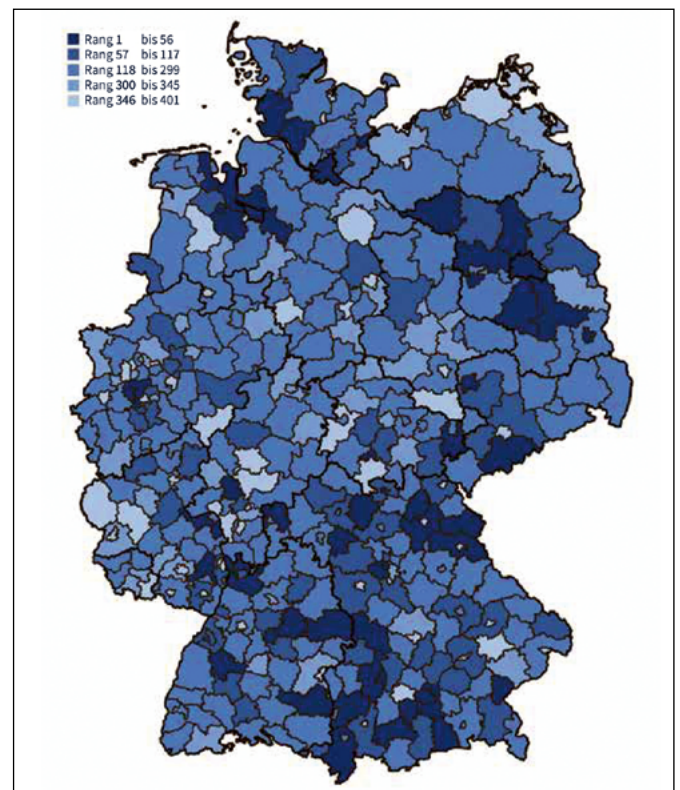 Rang 1 bis 56
Rang 57 bis 117
Rang 118 bis 299
Rang 300 bis 345
Rang 346 bis 401